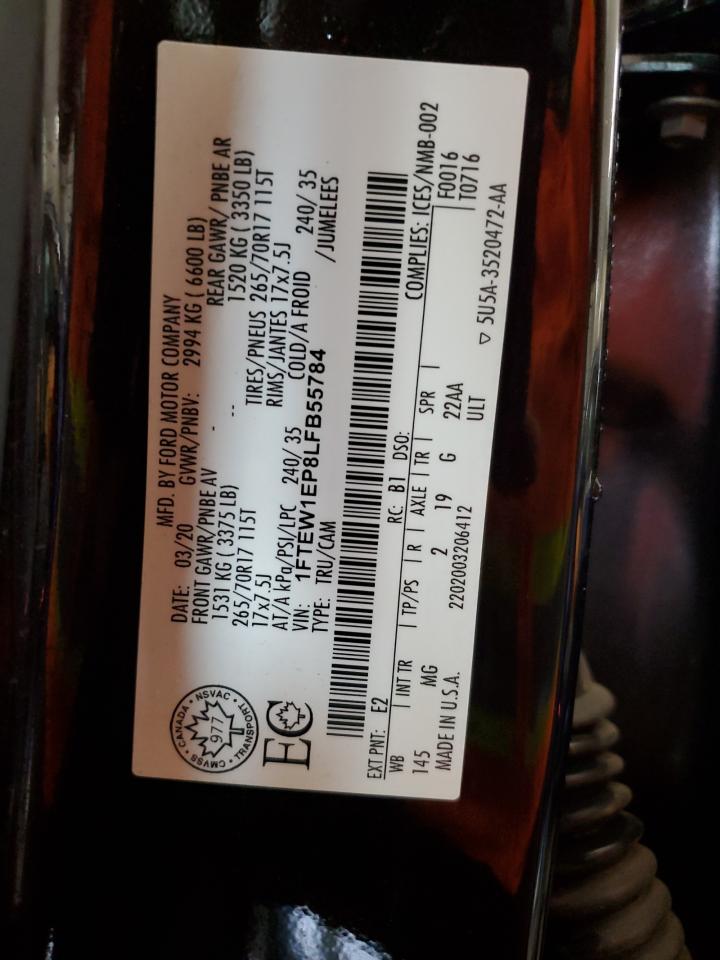 MFD. BY FORD MOTOR COMPANY
DATE: 03/20 GVWR/PNBV: 2994 KG ( 6600 LB)
FRONT GAWR/PNBE AV REAR GAWR/ PNBE AR
1531 KG ( 3375 LB) - 1520 KG ( 3350 LB)
265/70R17 115T -- TIRES/PNEUS 265/70R17 115T
17x7.5J RIMS/JANTES 17x7.5J
AT/A kPa/PSI/LPC 240/ 35 COLD/A FROID 240/ 35
VIN: 1FTEW1EP8LFB55784 /JUMELEES
TYPE: TRU/CAM
CMVSS • CANADA • NSVAC • TRANSPORT •
977
EC
EXT PNT: E2 RC: B1 DSO: COMPLIES: ICES/NMB-002
WB | INT TR | TP/PS | R | AXLE | TR | SPR | F0016
145 MG 2 19 G 22AA T0716
MADE IN U.S.A. 2202003206412 ULT
▽ 5U5A-3520472-AA